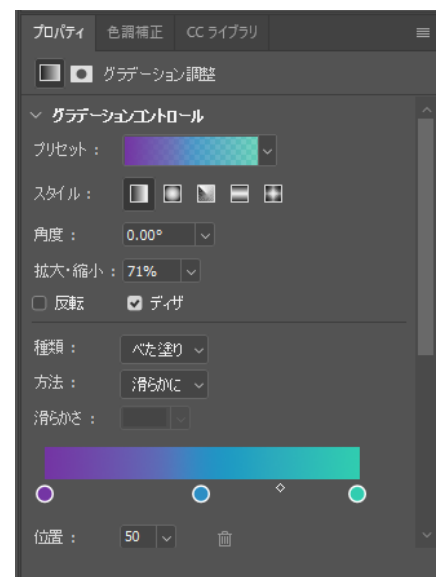 プロパティ 色調補正 CC ライブラリ
グラデーション調整
グラデーションコントロール
プリセット：
スタイル：
角度： 0.00°
拡大・縮小： 71%
反転 ディザ
種類： べた塗り
方法： 滑らかに
滑らかさ：
位置： 50